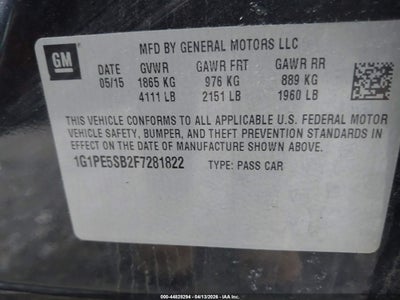 GM
MFD BY GENERAL MOTORS LLC
DATE GVWR GAWR FRT GAWR RR
05/15 1865 KG 976 KG 889 KG
4111 LB 2151 LB 1960 LB
THIS VEHICLE CONFORMS TO ALL APPLICABLE U.S. FEDERAL MOTOR
VEHICLE SAFETY, BUMPER, AND THEFT PREVENTION STANDARDS
IN EFFECT ON THE DATE OF MANUFACTURE SHOWN ABOVE.
1G1PE5SB2F7281822 TYPE: PASS CAR
000-44828294 | 04/13/2026 | IAA Inc.